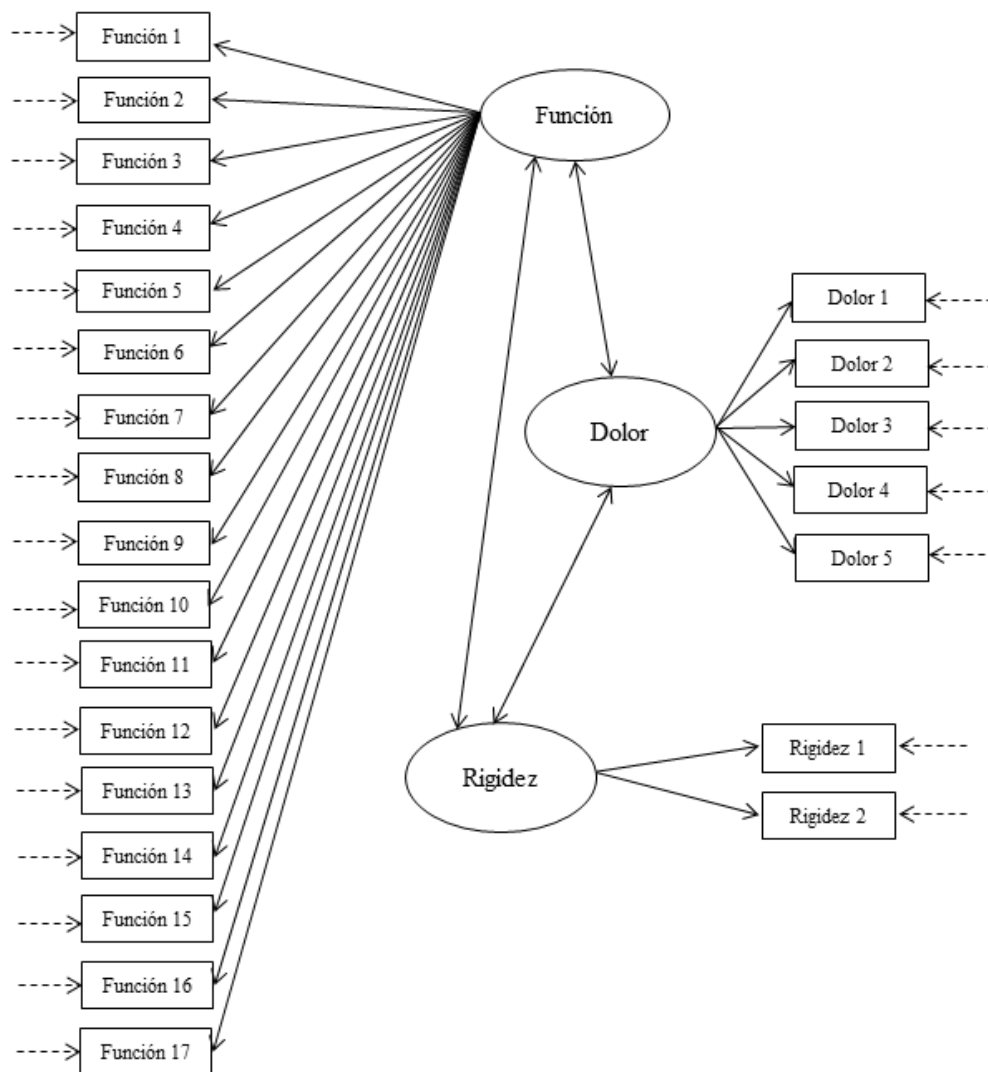 Función 1
Función 2
Función 3
Función 4
Función 5
Función 6
Función 7
Función 8
Función 9
Función 10
Función 11
Función 12
Función 13
Función 14
Función 15
Función 16
Función 17
Función
Dolor
Rigidez
Dolor 1
Dolor 2
Dolor 3
Dolor 4
Dolor 5
Rigidez 1
Rigidez 2